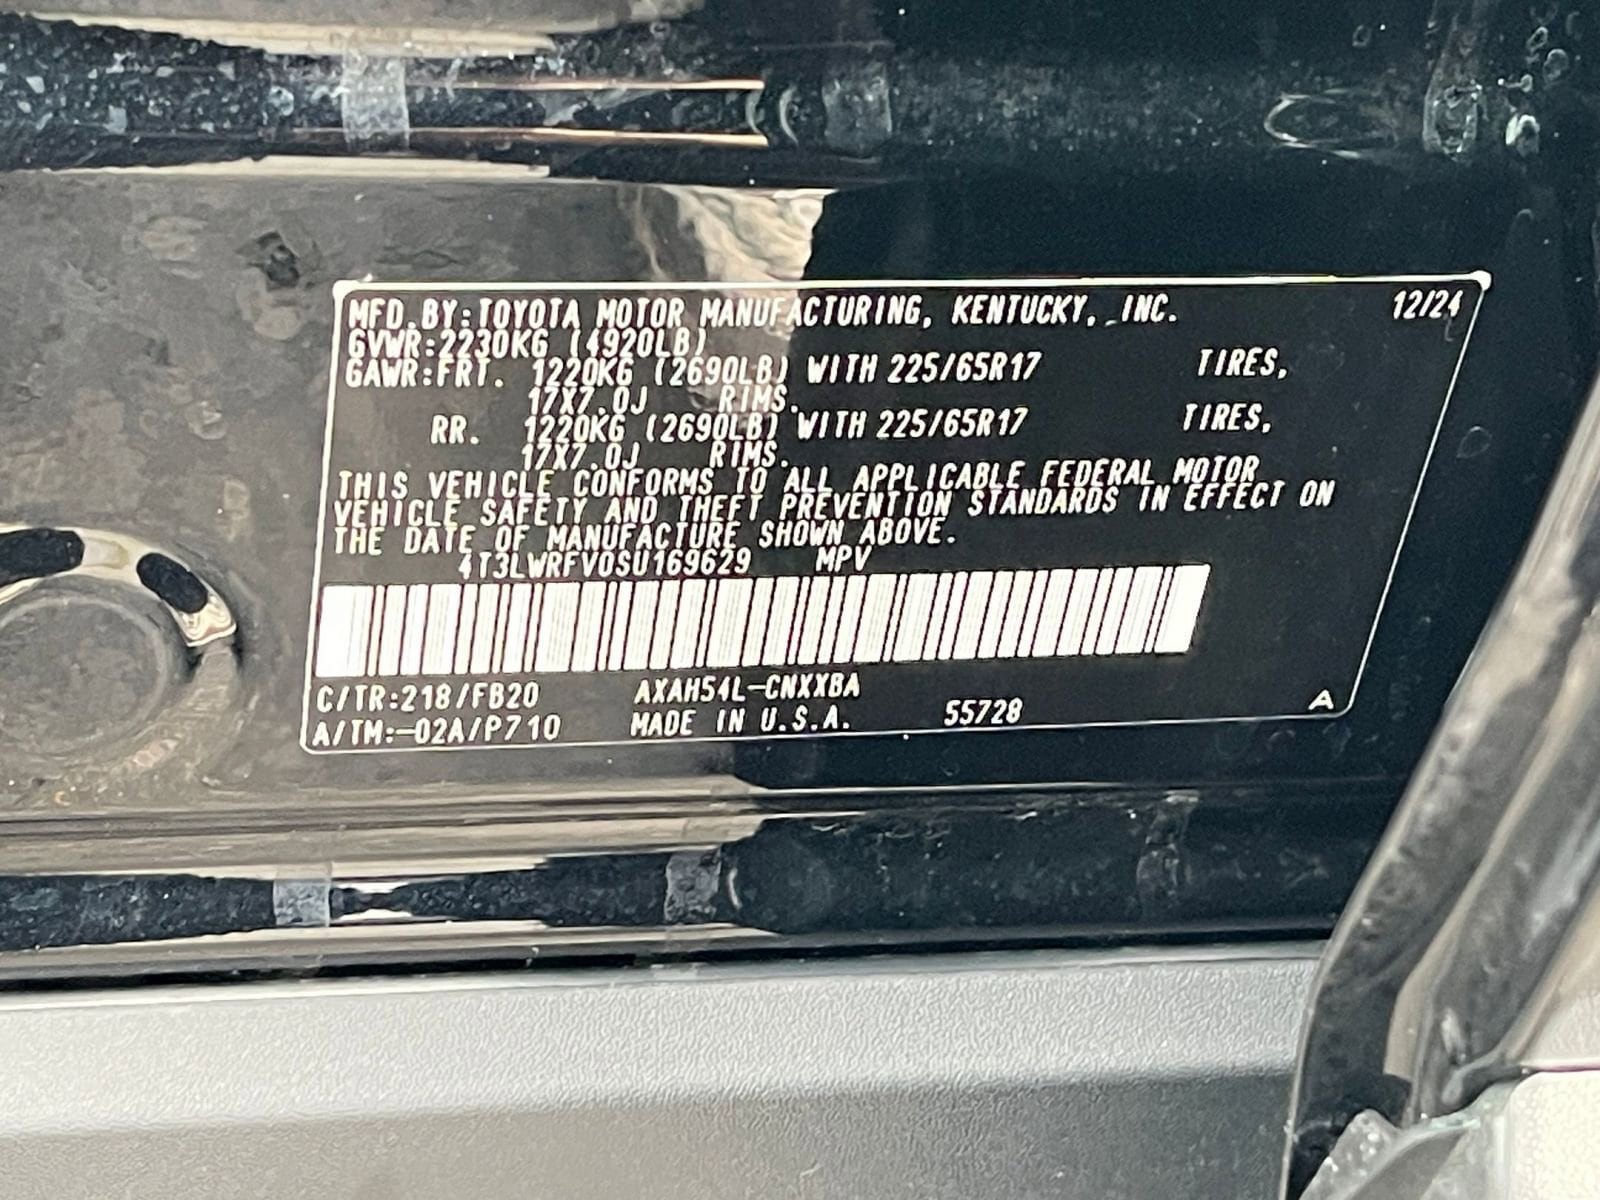 MFD.BY:TOYOTA MOTOR MANUFACTURING, KENTUCKY, INC. 12/24
GVWR:2230KG (4920LB)
GAWR:FRT. 1220KG (2690LB) WITH 225/65R17 TIRES,
17X7.0J RIMS.
RR. 1220KG (2690LB) WITH 225/65R17 TIRES,
17X7.0J RIMS.
THIS VEHICLE CONFORMS TO ALL APPLICABLE FEDERAL MOTOR
VEHICLE SAFETY AND THEFT PREVENTION STANDARDS IN EFFECT ON
THE DATE OF MANUFACTURE SHOWN ABOVE.
4T3LWRFV0SU169629 MPV
C/TR:218/FB20 AXAH54L-CNXXBA
A/TM:-02A/P710 MADE IN U.S.A. 55728 A